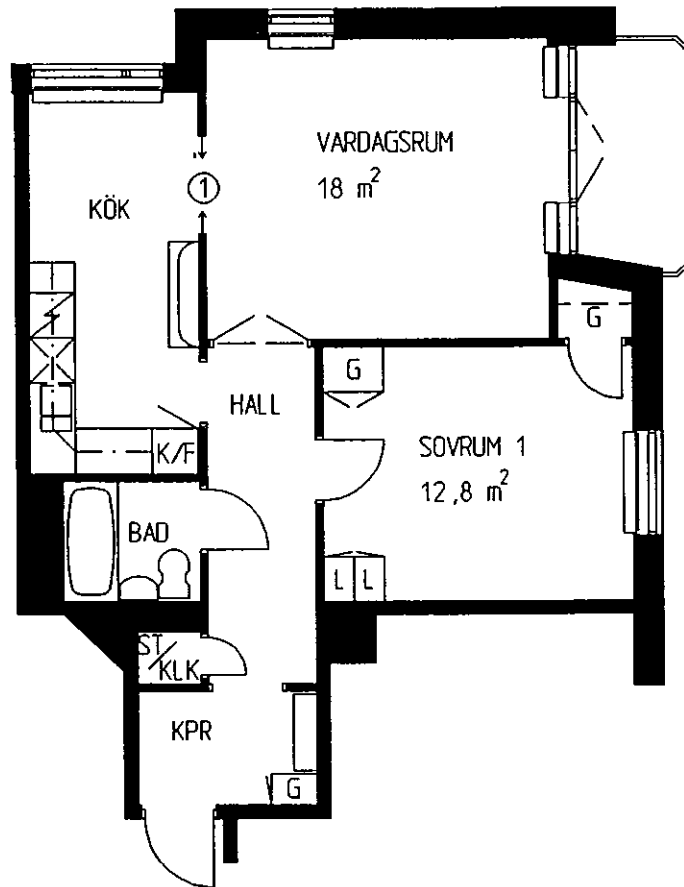 VARDAGSRUM
18 m²
1
KÖK
G
G
HALL
SOVRUM 1
12,8 m²
K/F
BAD
L L
ST/
KLK
KPR
G